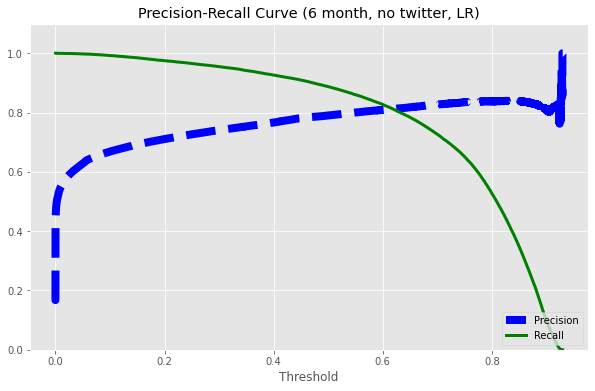 Precision-Recall Curve (6 month, no twitter, LR)
1.0
0.8
0.6
0.4
0.2
0.0
Precision
Recall
0.0 0.2 0.4 0.6 0.8
Threshold